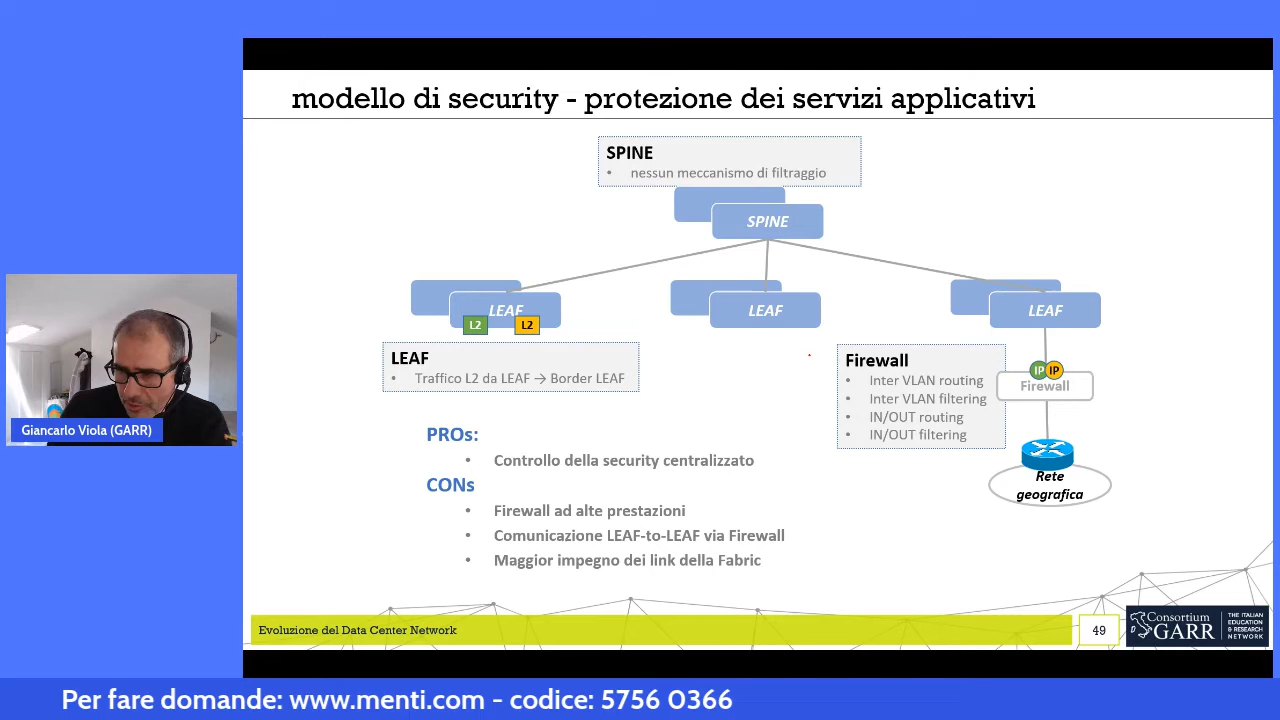 modello di security - protezione dei servizi applicativi
SPINE
• nessun meccanismo di filtraggio
SPINE
LEAF
LEAF
LEAF
L2
L2
LEAF
• Traffico L2 da LEAF → Border LEAF
Firewall
• Inter VLAN routing
• Inter VLAN filtering
• IN/OUT routing
• IN/OUT filtering
IP
IP
Firewall
Rete
geografica
PROs:
• Controllo della security centralizzato
CONs
• Firewall ad alte prestazioni
• Comunicazione LEAF-to-LEAF via Firewall
• Maggior impegno dei link della Fabric
Giancarlo Viola (GARR)
Evoluzione del Data Center Network
49
Consortium
GARR
THE ITALIAN
EDUCATION
& RESEARCH
NETWORK
Per fare domande: www.menti.com - codice: 5756 0366